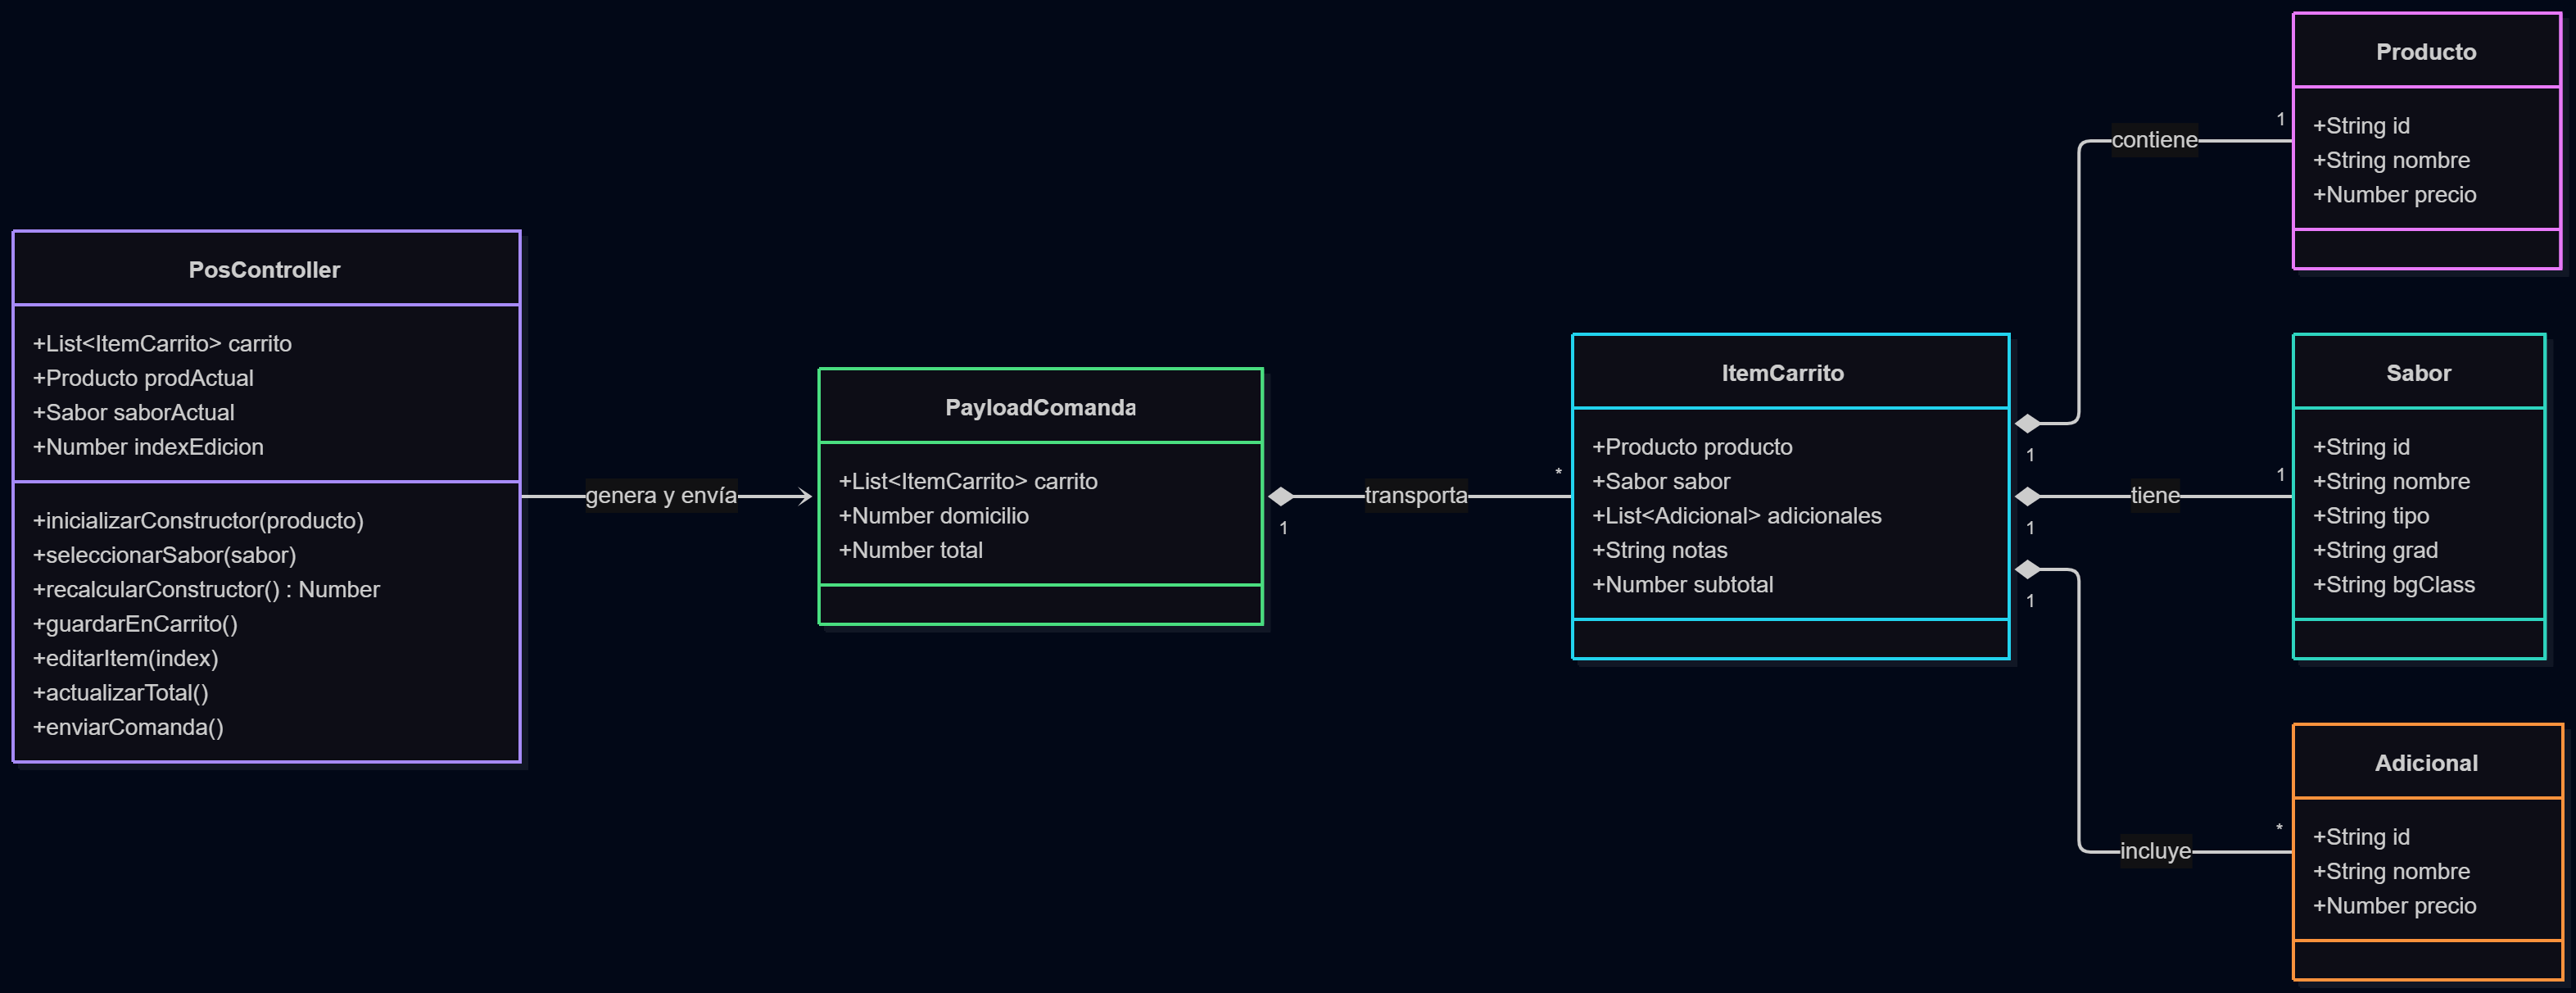 PosController
+List<ItemCarrito> carrito
+Producto prodActual
+Sabor saborActual
+Number indexEdicion
+inicializarConstructor(producto)
+seleccionarSabor(sabor)
+recalcularConstructor() : Number
+guardarEnCarrito()
+editarItem(index)
+actualizarTotal()
+enviarComanda()
genera y envía
PayloadComanda
+List<ItemCarrito> carrito
+Number domicilio
+Number total
1
transporta
*
ItemCarrito
+Producto producto
+Sabor sabor
+List<Adicional> adicionales
+String notas
+Number subtotal
1
contiene
1
Producto
+String id
+String nombre
+Number precio
1
tiene
1
Sabor
+String id
+String nombre
+String tipo
+String grad
+String bgClass
1
incluye
*
Adicional
+String id
+String nombre
+Number precio